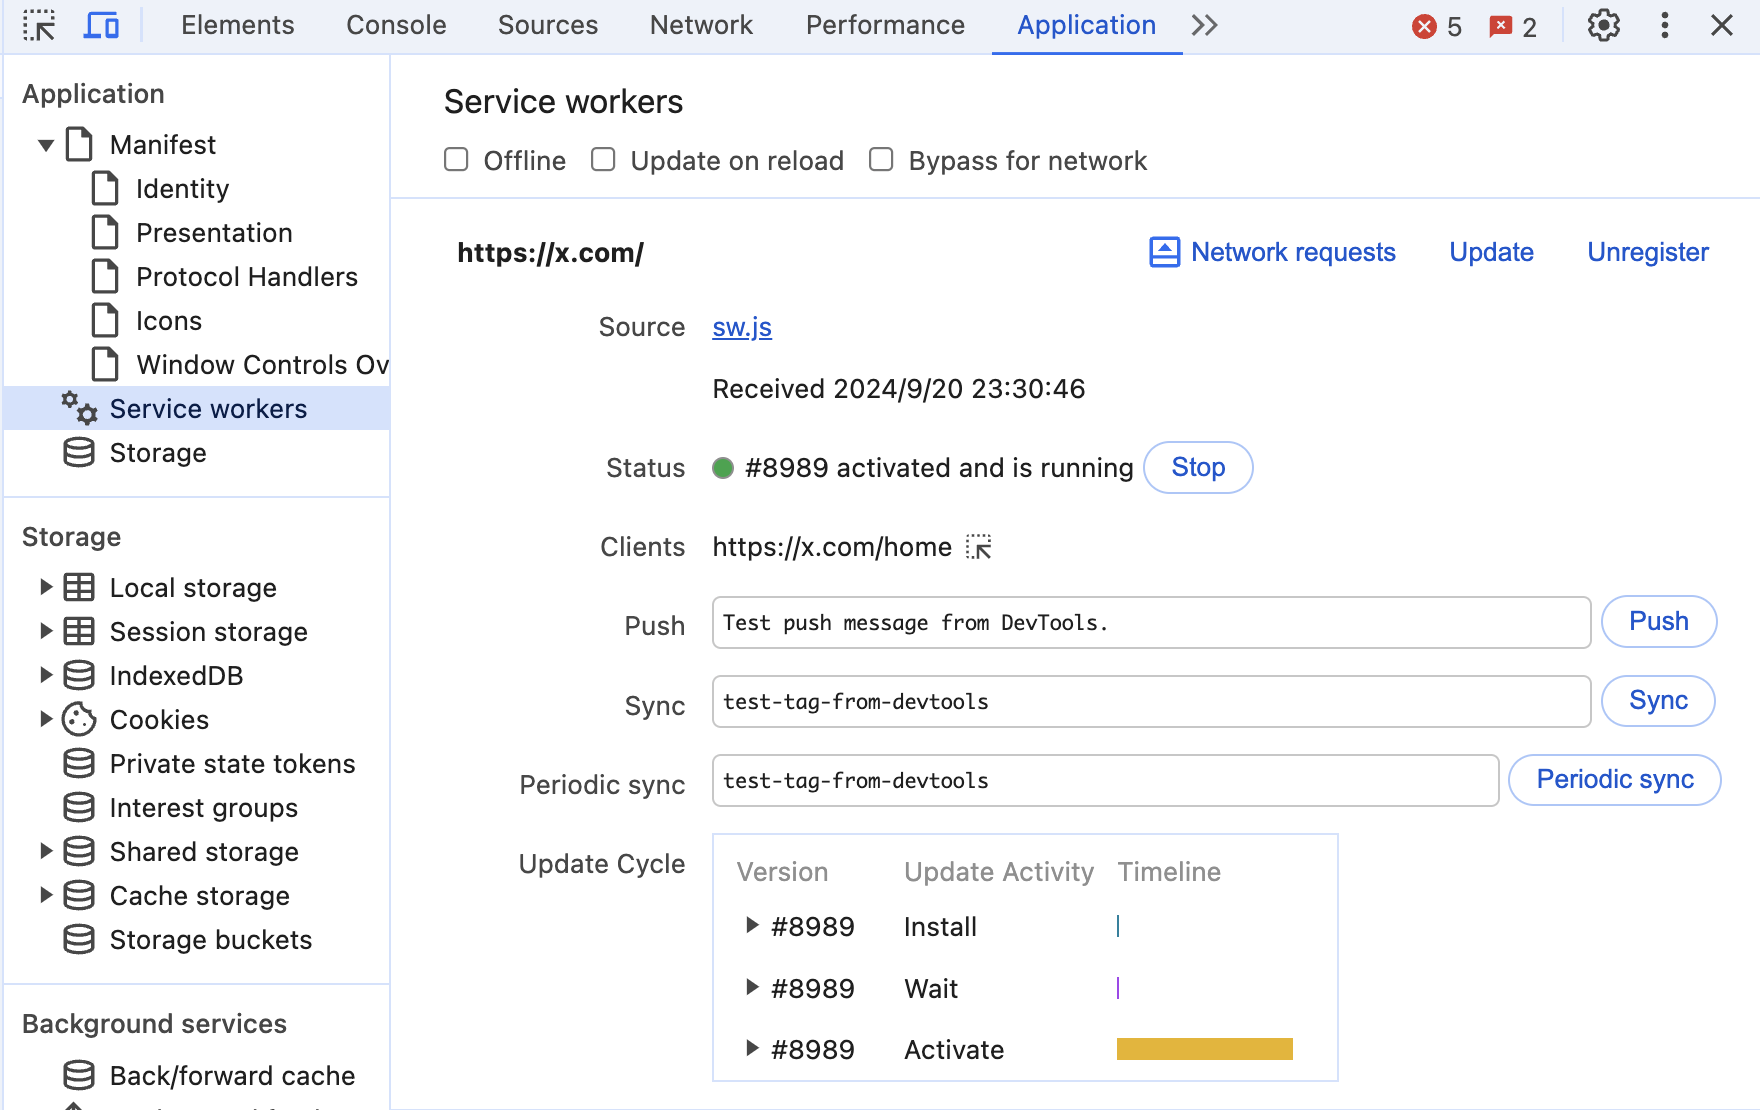 Elements Console Sources Network Performance Application 5 2
Application
Manifest
Identity
Presentation
Protocol Handlers
Icons
Window Controls Ov
Service workers
Storage
Storage
Local storage
Session storage
IndexedDB
Cookies
Private state tokens
Interest groups
Shared storage
Cache storage
Storage buckets
Background services
Back/forward cache
Service workers
Offline Update on reload Bypass for network
https://x.com/ Network requests Update Unregister
Source sw.js
Received 2024/9/20 23:30:46
Status #8989 activated and is running Stop
Clients https://x.com/home
Push Test push message from DevTools. Push
Sync test-tag-from-devtools Sync
Periodic sync test-tag-from-devtools Periodic sync
Update Cycle Version Update Activity Timeline
#8989 Install
#8989 Wait
#8989 Activate